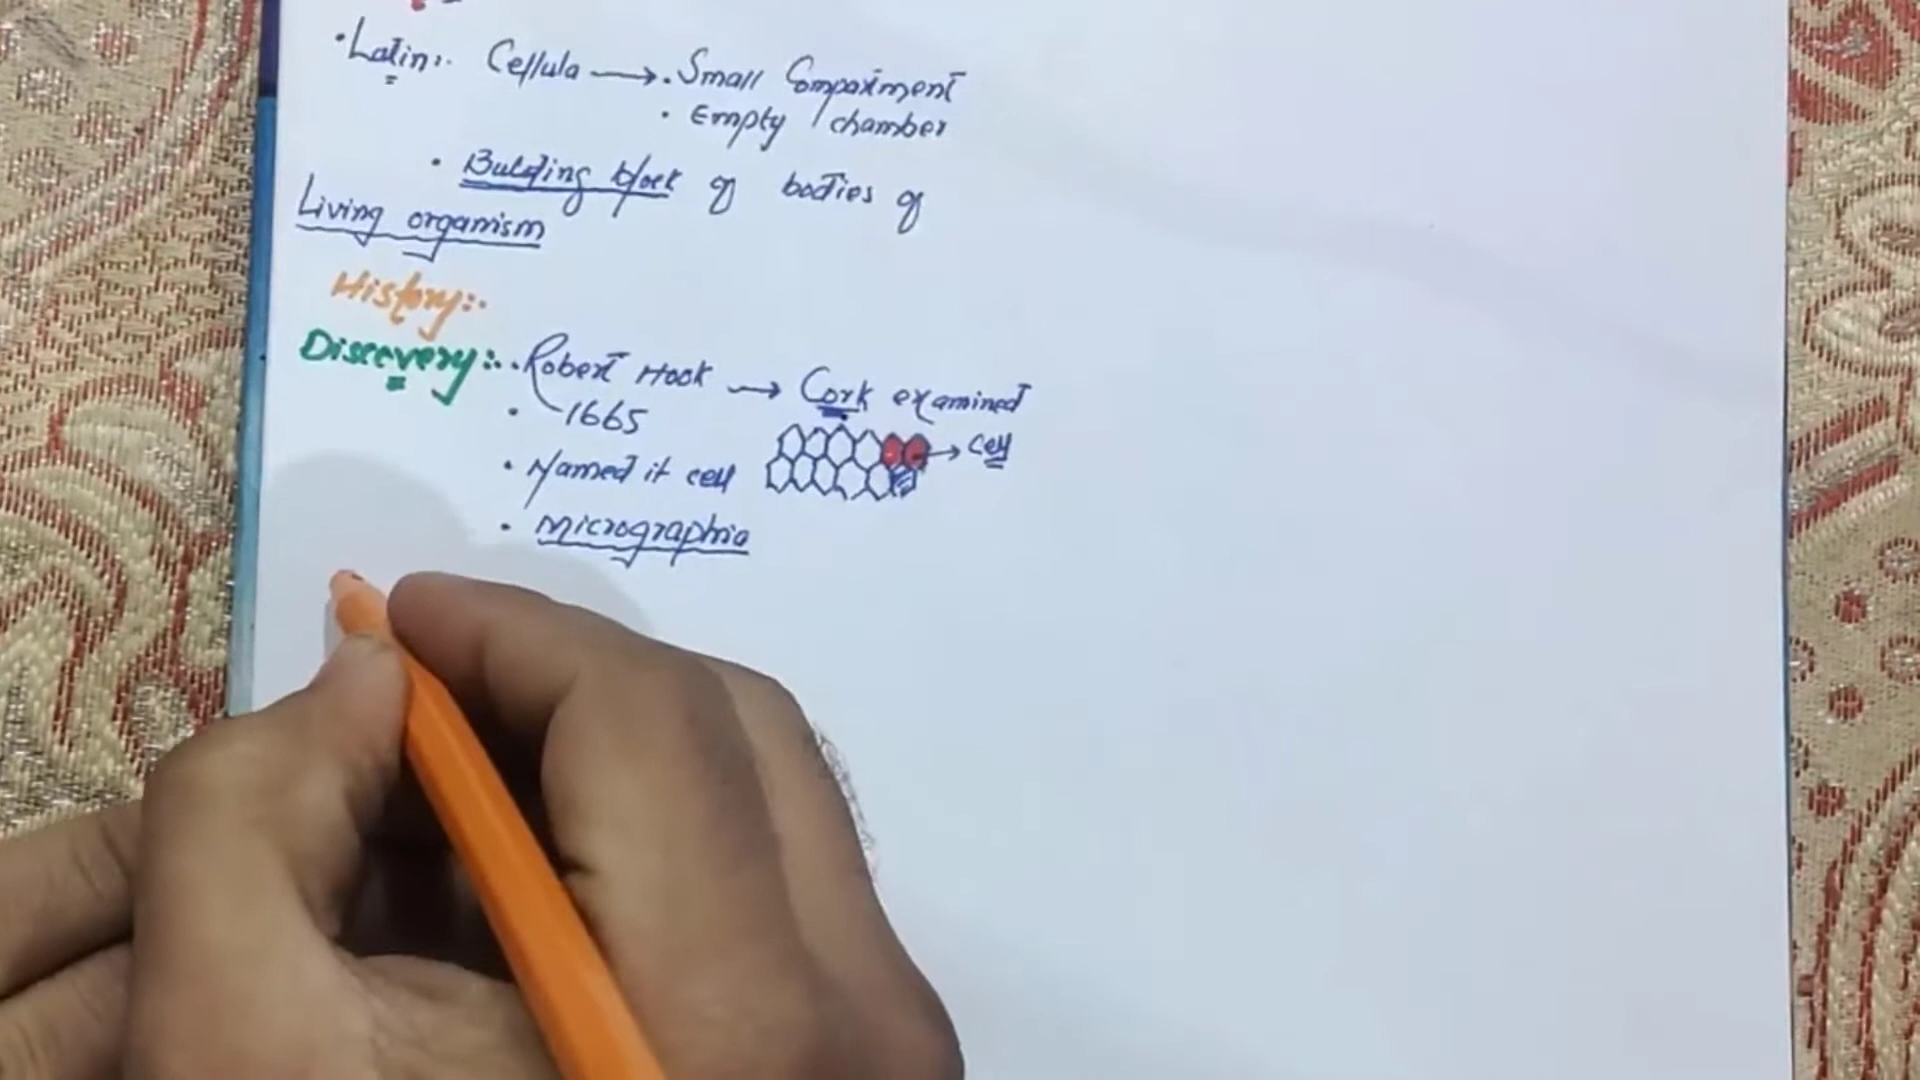 • Latin:- Cellula → • Small Compartment
• Empty chamber
• Building block of bodies of
Living organism
History:-
Discovery:- • Robert Hook → Cork examined
• 1665
→ cell
• Named it cell
• Micrographia